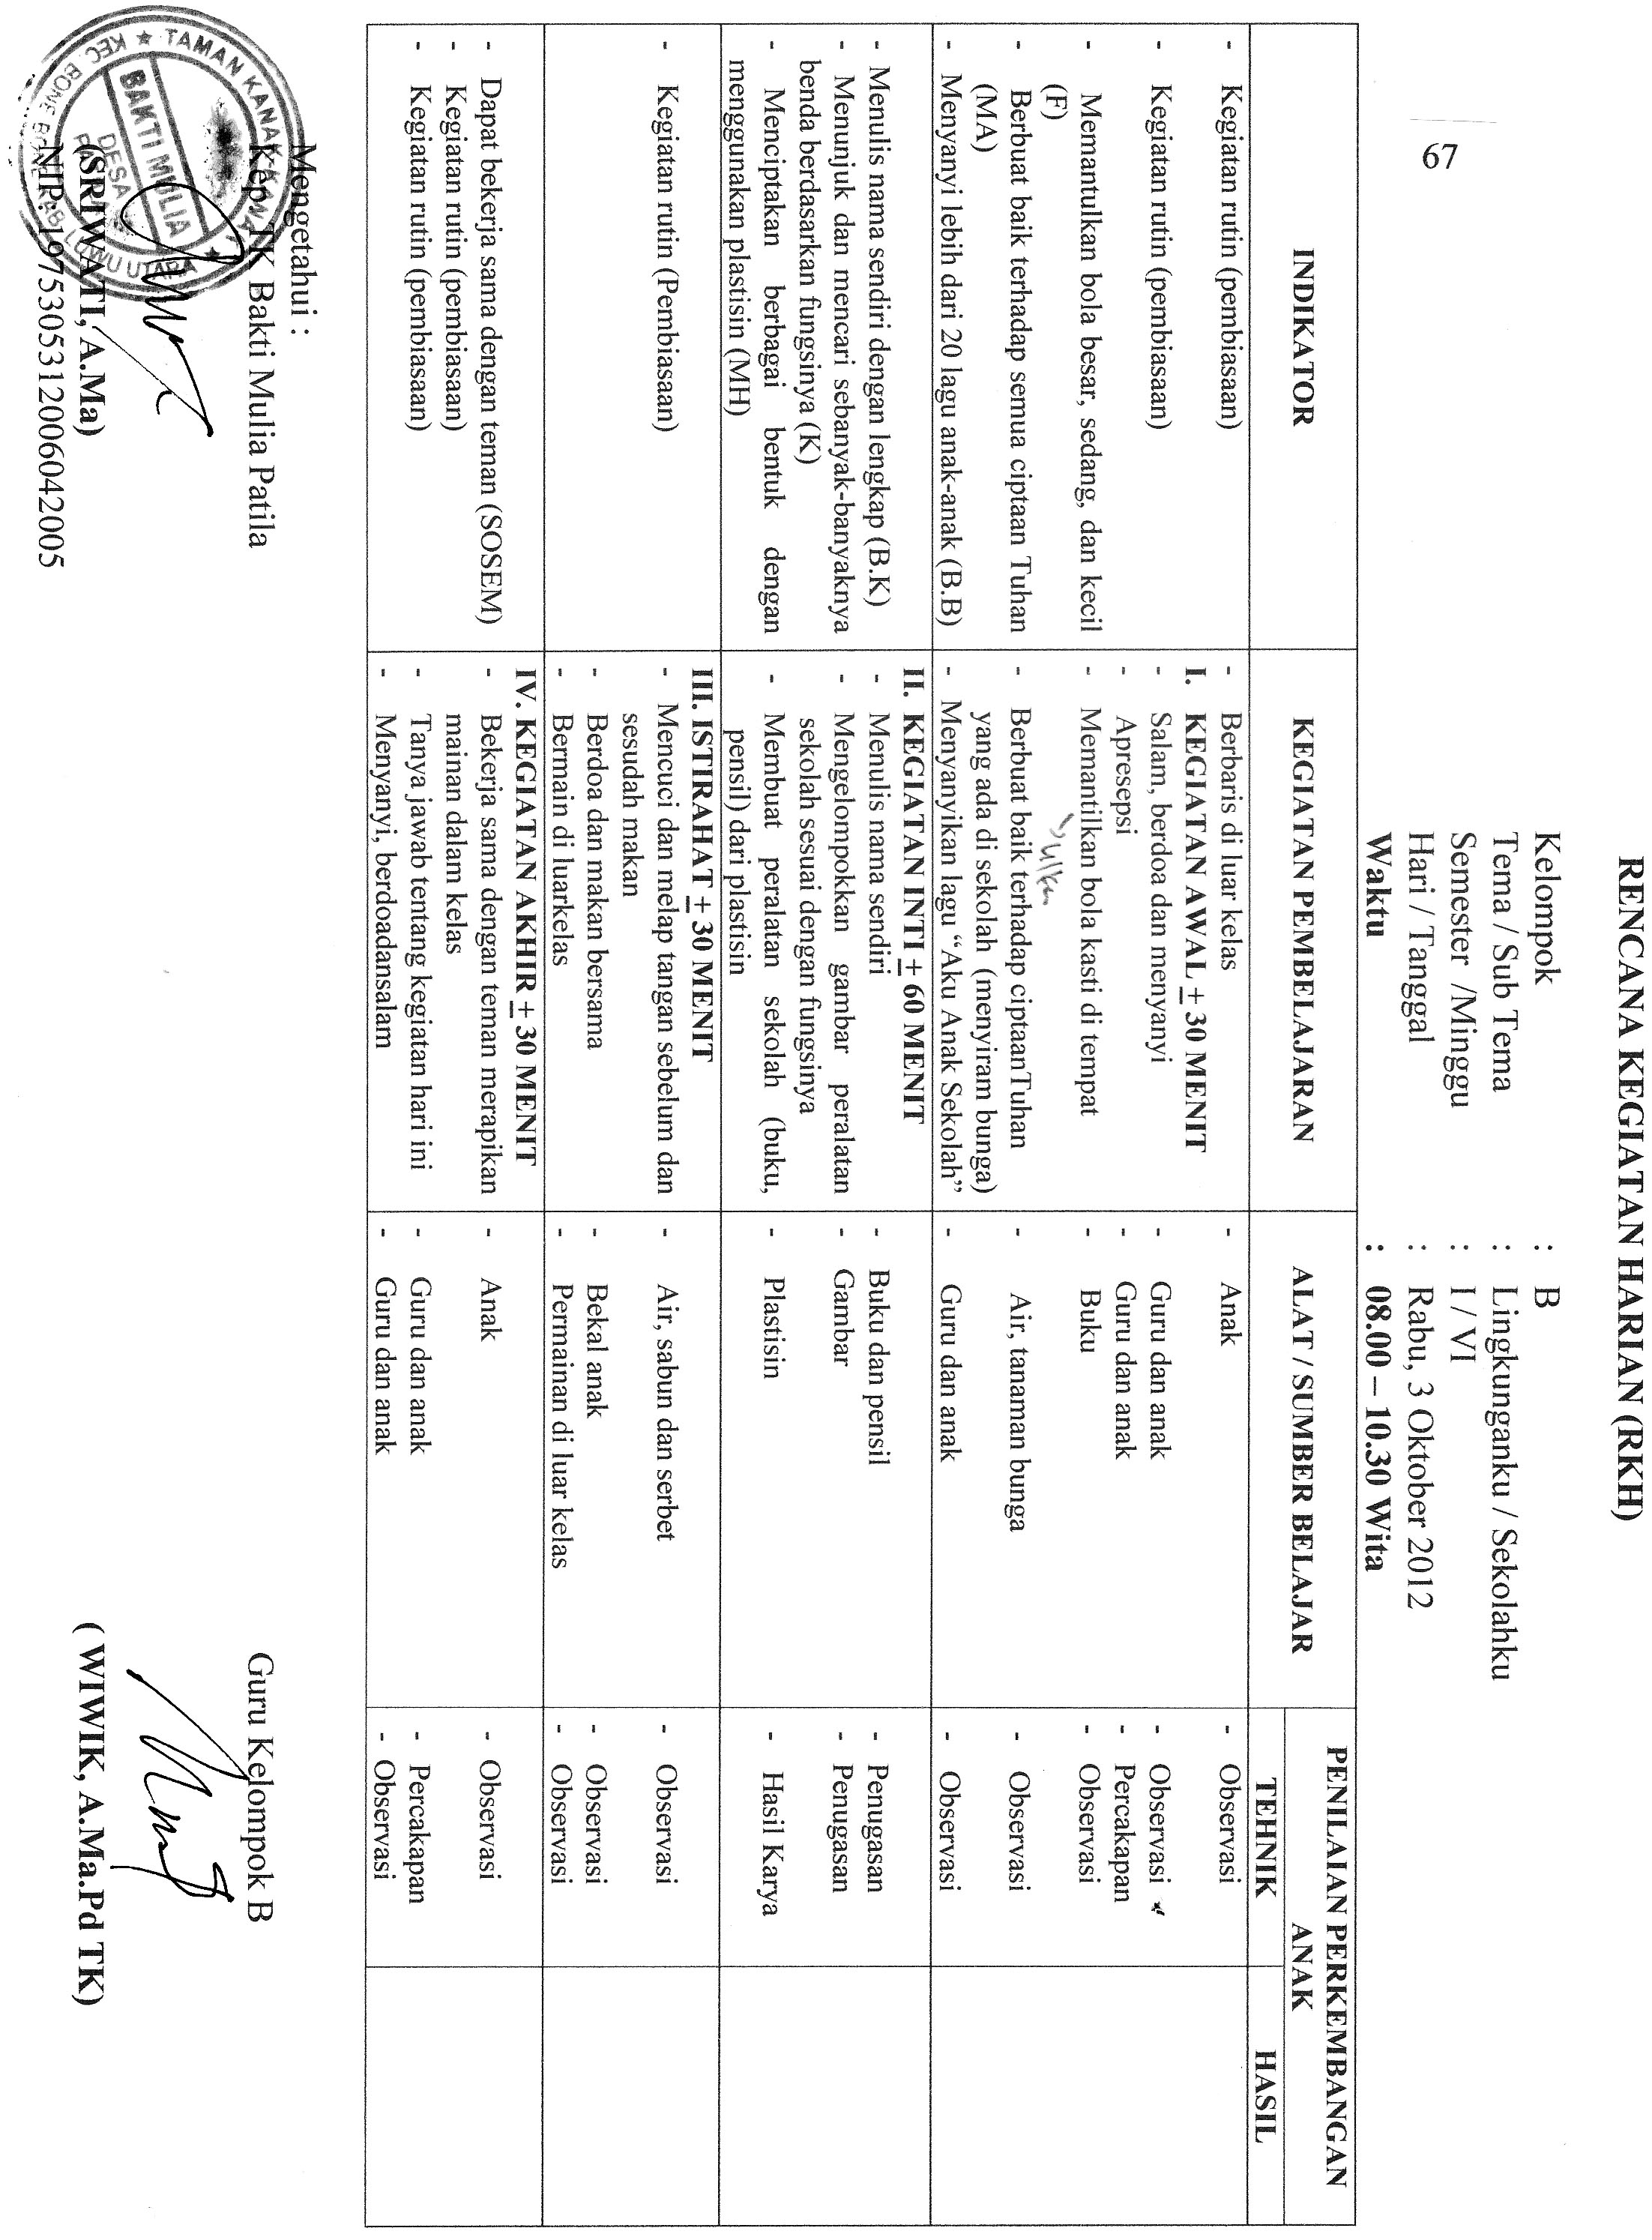 67
RENCANA KEGIATAN HARIAN (RKH)
Kelompok : B
Tema / Sub Tema : Lingkunganku / Sekolahku
Semester /Minggu : I / VI
Hari / Tanggal : Rabu, 3 Oktober 2012
Waktu : 08.00 – 10.30 Wita
INDIKATOR
KEGIATAN PEMBELAJARAN
ALAT / SUMBER BELAJAR
PENILAIAN PERKEMBANGAN
ANAK
TEHNIK
HASIL
- Kegiatan rutin (pembiasaan)
- Kegiatan rutin (pembiasaan)
- Memantulkan bola besar, sedang, dan kecil
(F)
- Berbuat baik terhadap semua ciptaan Tuhan
(MA)
- Menyanyi lebih dari 20 lagu anak-anak (B.B)
- Berbaris di luar kelas
I. KEGIATAN AWAL ± 30 MENIT
- Salam, berdoa dan menyanyi
- Apresepsi
- Memantilkan bola kasti di tempat
- Berbuat baik terhadap ciptaanTuhan
yang ada di sekolah (menyiram bunga)
- Menyanyikan lagu “ Aku Anak Sekolah”
- Anak
- Guru dan anak
- Guru dan anak
- Buku
- Air, tanaman bunga
- Guru dan anak
- Observasi
- Observasi
- Percakapan
- Observasi
- Observasi
- Observasi
- Menulis nama sendiri dengan lengkap (B.K)
- Menunjuk dan mencari sebanyak-banyaknya
benda berdasarkan fungsinya (K)
- Menciptakan berbagai bentuk dengan
menggunakan plastisin (MH)
II. KEGIATAN INTI ± 60 MENIT
- Menulis nama sendiri
- Mengelompokkan gambar peralatan
sekolah sesuai dengan fungsinya
- Membuat peralatan sekolah (buku,
pensil) dari plastisin
- Buku dan pensil
- Gambar
- Plastisin
- Penugasan
- Penugasan
- Hasil Karya
- Kegiatan rutin (Pembiasaan)
III. ISTIRAHAT ± 30 MENIT
- Mencuci dan melap tangan sebelum dan
sesudah makan
- Berdoa dan makan bersama
- Bermain di luarkelas
- Air, sabun dan serbet
- Bekal anak
- Permainan di luar kelas
- Observasi
- Observasi
- Observasi
- Dapat bekerja sama dengan teman (SOSEM)
- Kegiatan rutin (pembiasaan)
- Kegiatan rutin (pembiasaan)
IV. KEGIATAN AKHIR ± 30 MENIT
- Bekerja sama dengan teman merapikan
mainan dalam kelas
- Tanya jawab tentang kegiatan hari ini
- Menyanyi, berdoadansalam
- Anak
- Guru dan anak
- Guru dan anak
- Observasi
- Percakapan
- Observasi
Mengetahui :
Kep.TK Bakti Mulia Patila
(SRIWATI, A.Ma)
NIP. 1975305312006042005
TAMAN KANAK-KANAK
BAKTI MULIA
DESA
KEC BONE BONE
LUWU UTARA
Guru Kelompok B
( WIWIK, A.Ma.Pd TK)